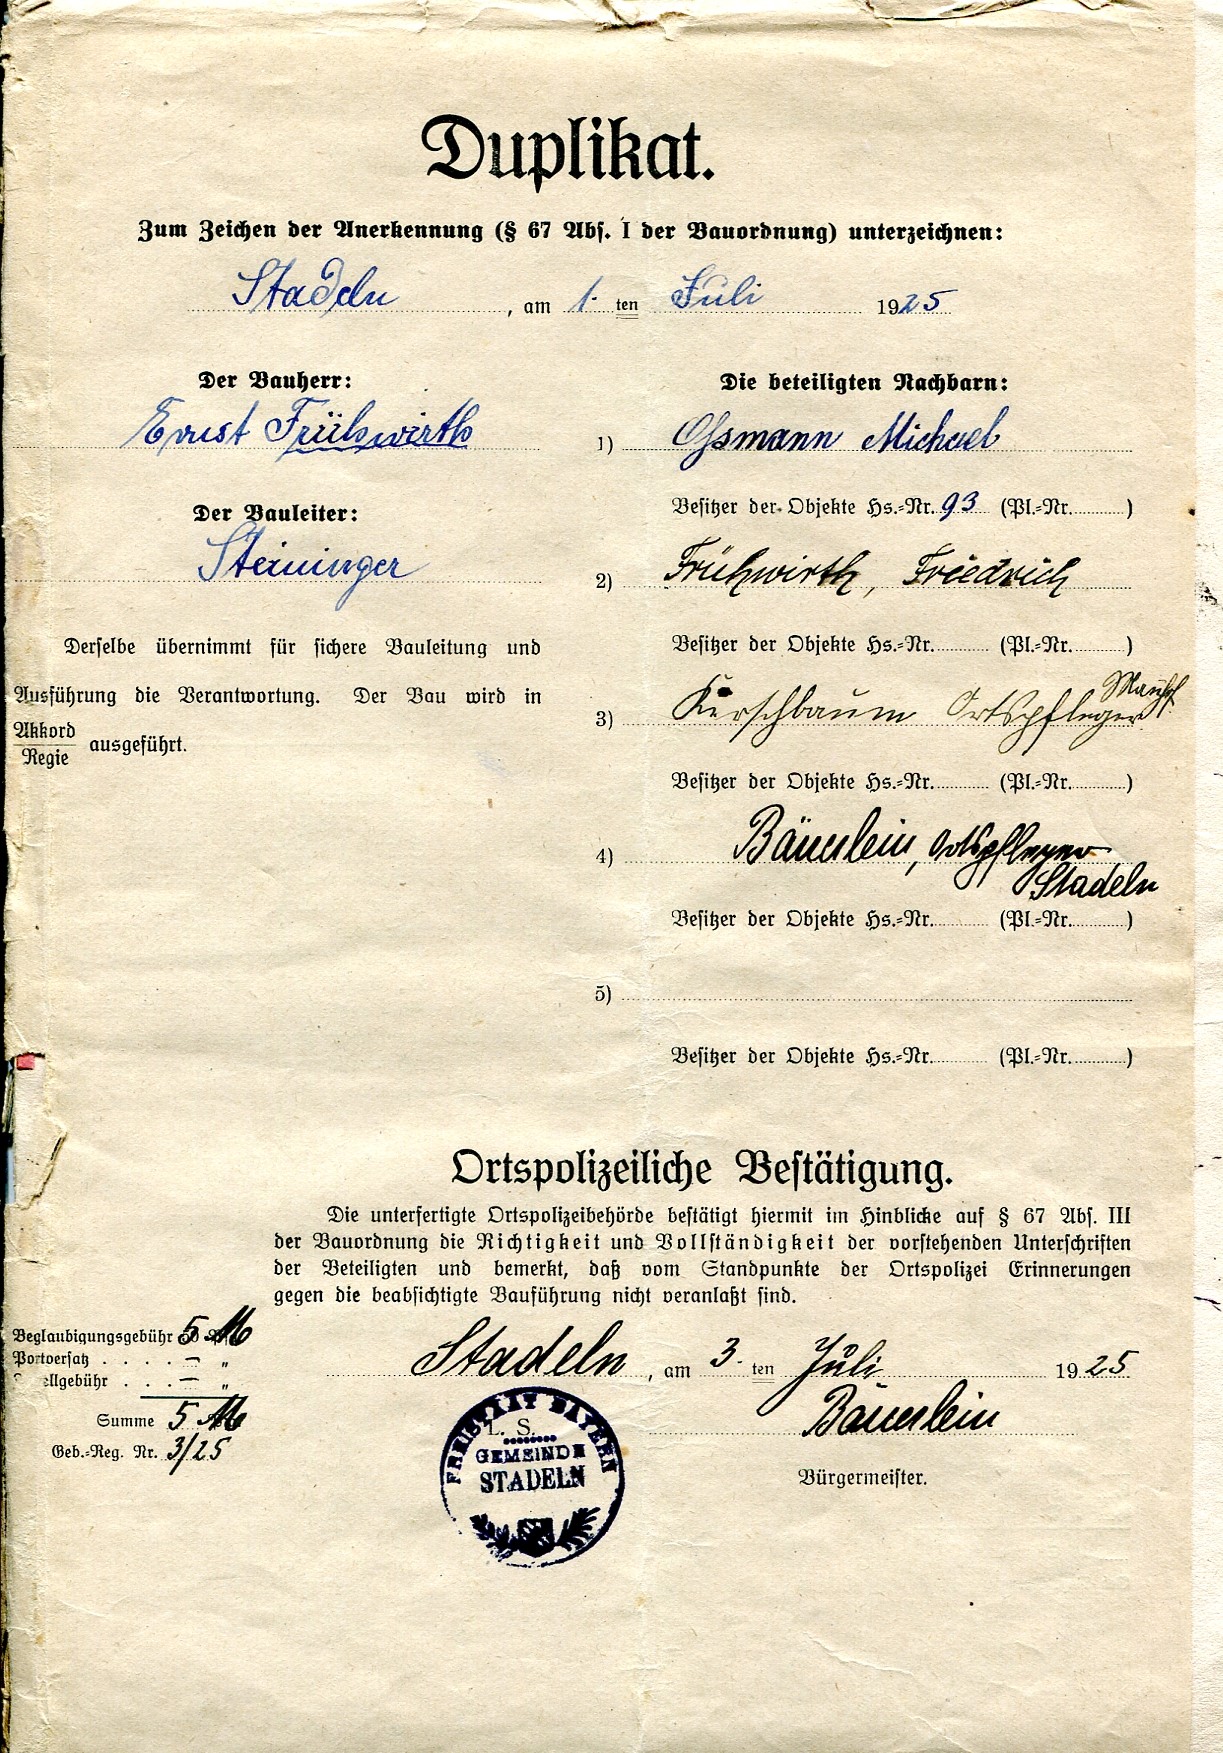 Duplikat.
Zum Zeichen der Anerkennung (§ 67 Abs. I der Bauordnung) unterzeichnen:
Stadeln, am 1. ten Juli 1925
Der Bauherr:
Ernst Frühwirth
Der Bauleiter:
Steininger
Derselbe übernimmt für sichere Bauleitung und
Ausführung die Verantwortung. Der Bau wird in
Akkord
Regie ausgeführt.
Die beteiligten Nachbarn:
1) Ossmann Michael
Besitzer der Objekte Hs.-Nr. 93 (Pl.-Nr. )
2) Frühwirth, Friedrich
Besitzer der Objekte Hs.-Nr. (Pl.-Nr. )
3) Kerschbaum Ortspfleger
Besitzer der Objekte Hs.-Nr. (Pl.-Nr. )
4) Bäuerlein, Ortspfleger
Stadeln
Besitzer der Objekte Hs.-Nr. (Pl.-Nr. )
5)
Besitzer der Objekte Hs.-Nr. (Pl.-Nr. )
Ortspolizeiliche Bestätigung.
Die unterfertigte Ortspolizeibehörde bestätigt hiermit im Hinblicke auf § 67 Abs. III
der Bauordnung die Richtigkeit und Vollständigkeit der vorstehenden Unterschriften
der Beteiligten und bemerkt, daß vom Standpunkte der Ortspolizei Erinnerungen
gegen die beabsichtigte Bauführung nicht veranlaßt sind.
Beglaubigungsgebühr 5 M
Portoersatz . . . . — „
llgebühr . . . — „
Summe 5 M
Geb.-Reg. Nr. 3/25
Stadeln, am 3. ten Juli 1925
L. S.
FREISTAAT BAYERN
GEMEINDE
STADELN
Bäuerlein
Bürgermeister.